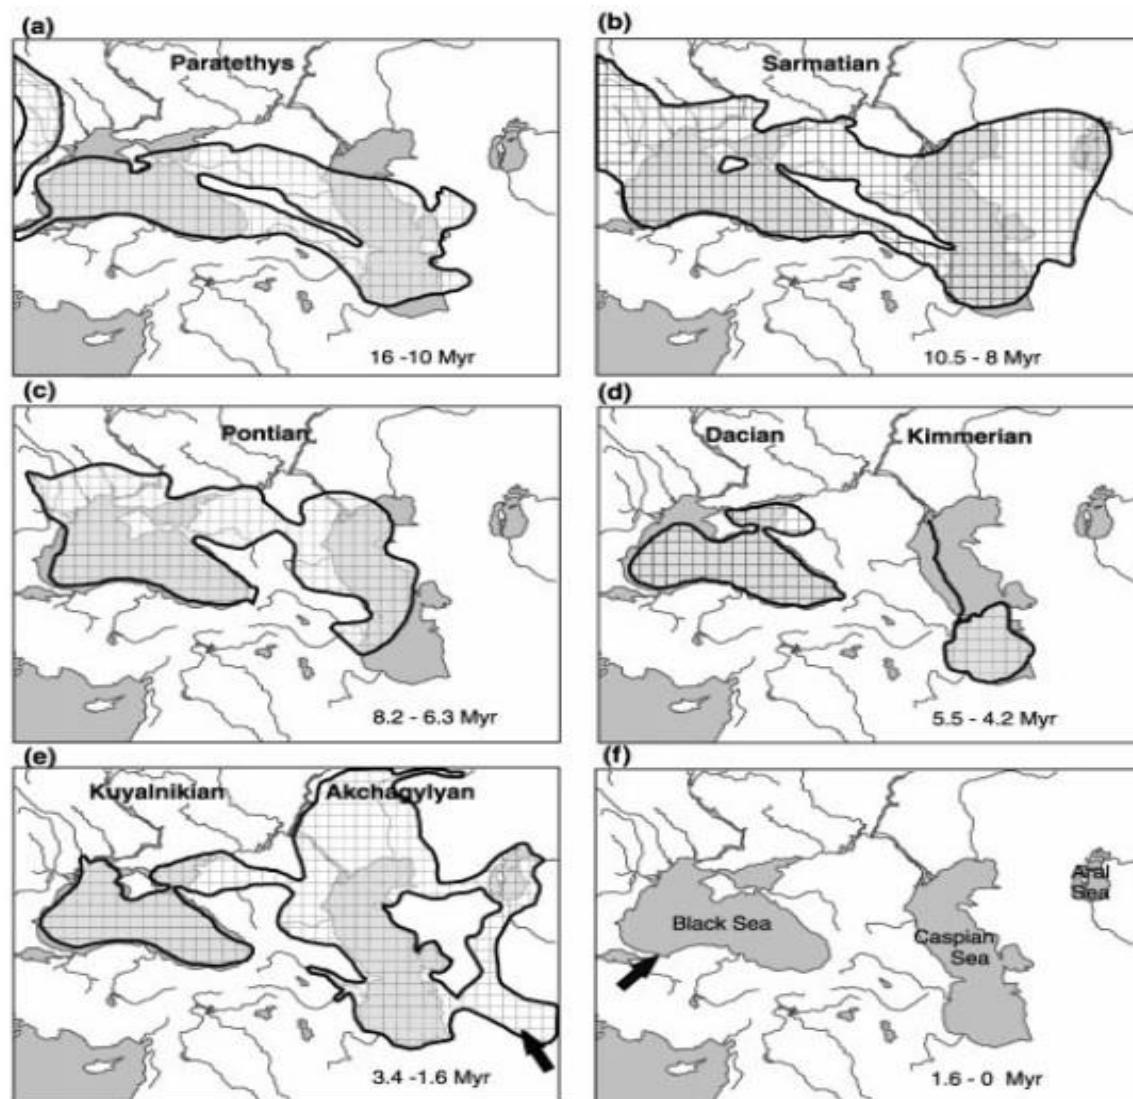 (a)
Paratethys
16 -10 Myr
(b)
Sarmatian
10.5 - 8 Myr
(c)
Pontian
8.2 - 6.3 Myr
(d)
Dacian
Kimmerian
5.5 - 4.2 Myr
(e)
Kuyalnikian
Akchagylyan
3.4 -1.6 Myr
(f)
Aral
Sea
Black Sea
Caspian
Sea
1.6 - 0 Myr